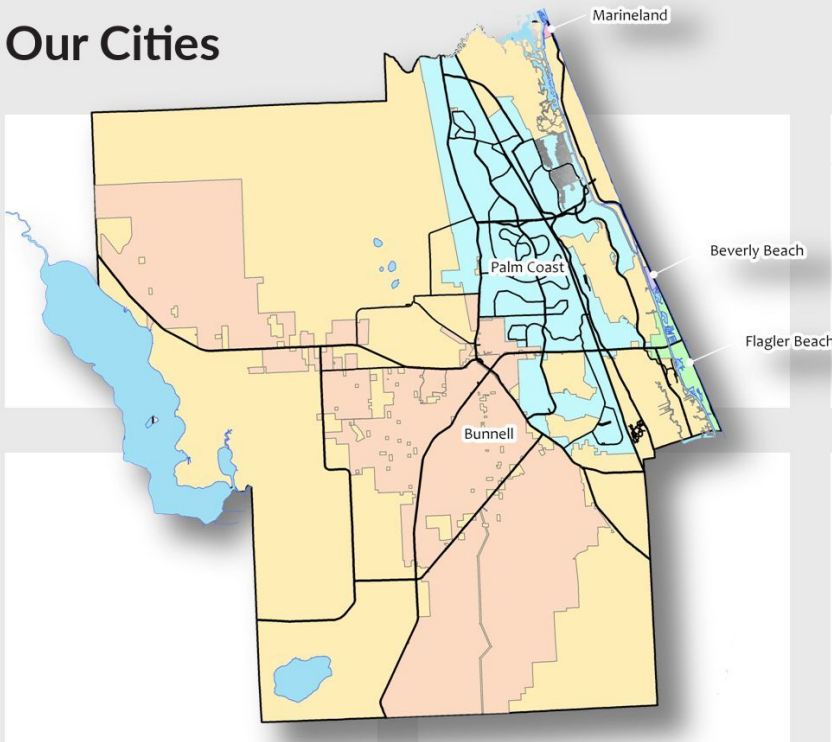 Our Cities
Marineland
Beverly Beach
Palm Coast
Flagler Beach
Bunnell